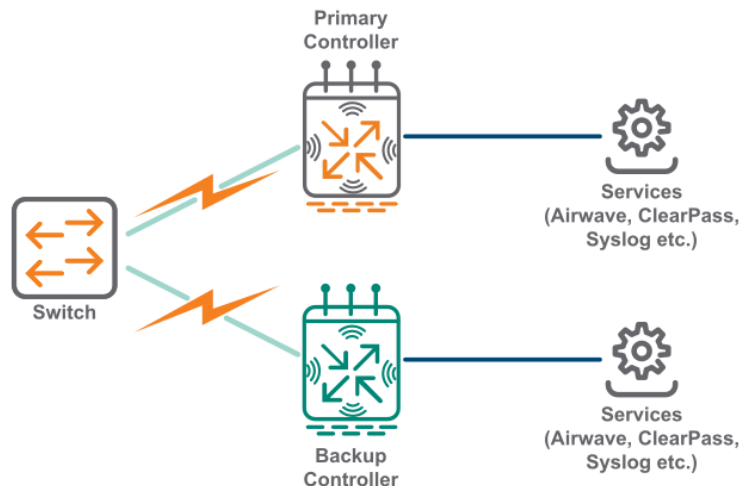 Primary
Controller
Services
(Airwave, ClearPass,
Syslog etc.)
Switch
Backup
Controller
Services
(Airwave, ClearPass,
Syslog etc.)